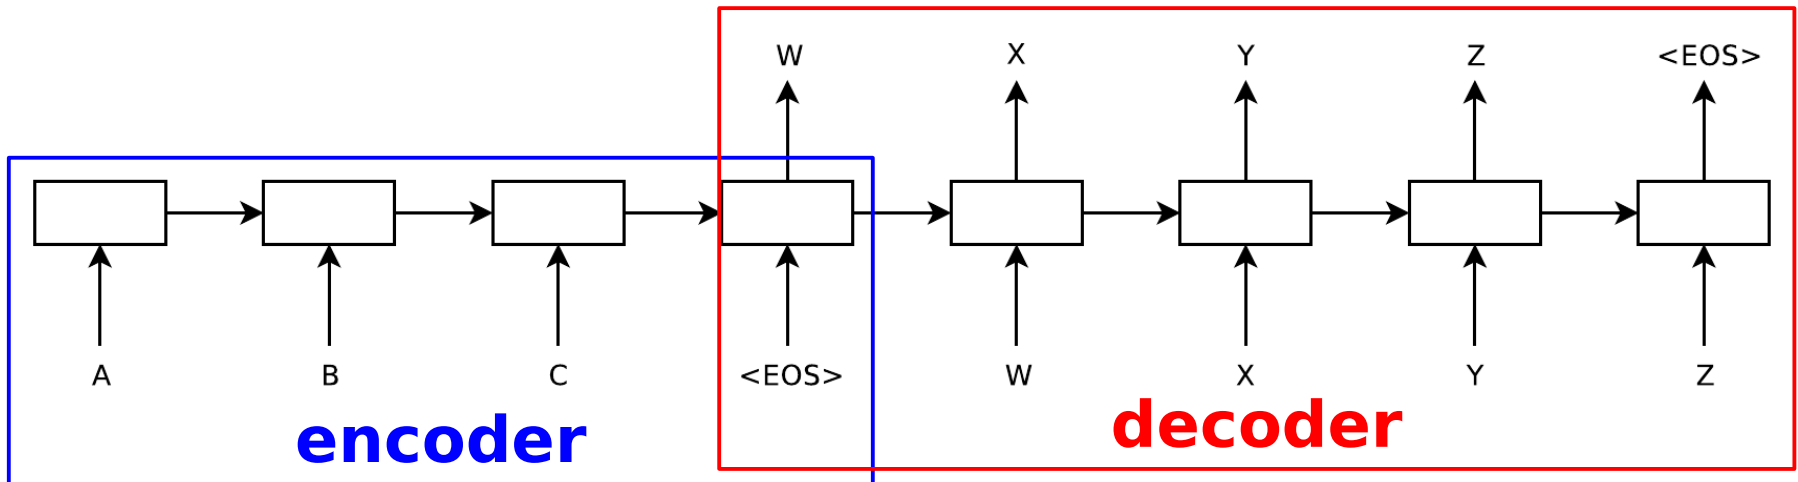 W X Y Z <EOS>
A B C <EOS> W X Y Z
encoder decoder